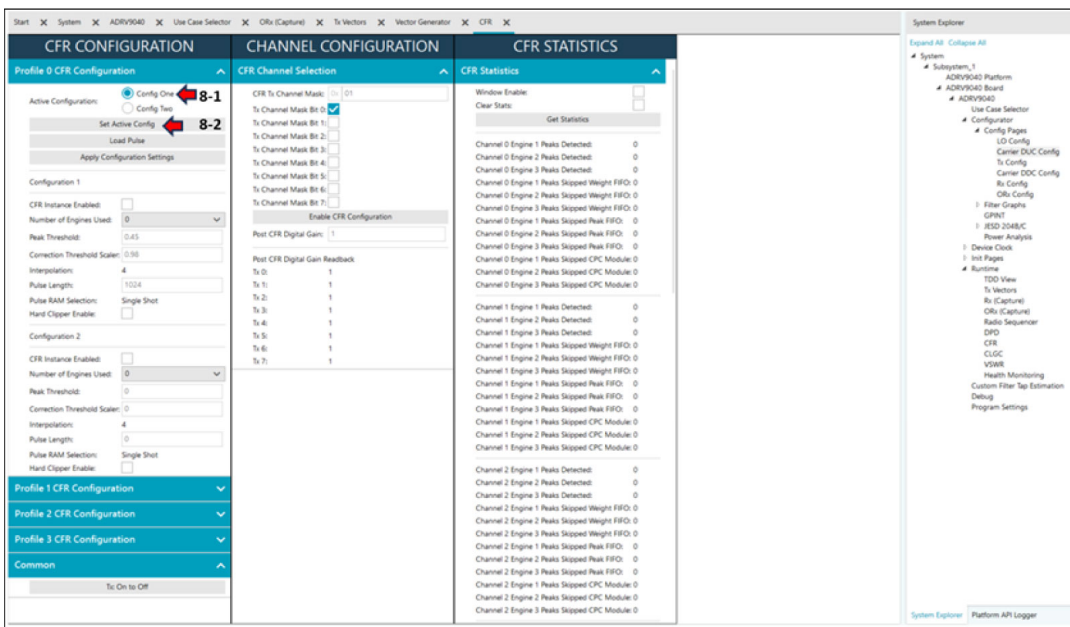 Start X System X ADRV9040 X Use Case Selector X ORx (Capture) X Tx Vectors X Vector Generator X CFR X
CFR CONFIGURATION
Profile 0 CFR Configuration
Active Configuration:
Config One
8-1
Config Two
Set Active Config
8-2
Load Pulse
Apply Configuration Settings
Configuration 1
CFR Instance Enabled:
Number of Engines Used: 0
Peak Threshold: 0.45
Correction Threshold Scaler: 0.98
Interpolation: 4
Pulse Length: 1024
Pulse RAM Selection: Single Shot
Hard Clipper Enable:
Configuration 2
CFR Instance Enabled:
Number of Engines Used: 0
Peak Threshold: 0
Correction Threshold Scaler: 0
Interpolation: 4
Pulse Length: 0
Pulse RAM Selection: Single Shot
Hard Clipper Enable:
Profile 1 CFR Configuration
Profile 2 CFR Configuration
Profile 3 CFR Configuration
Common
Tx: On to Off
CHANNEL CONFIGURATION
CFR Channel Selection
CFR Tx Channel Mask: 0x 01
Tx Channel Mask Bit 0:
Tx Channel Mask Bit 1:
Tx Channel Mask Bit 2:
Tx Channel Mask Bit 3:
Tx Channel Mask Bit 4:
Tx Channel Mask Bit 5:
Tx Channel Mask Bit 6:
Tx Channel Mask Bit 7:
Enable CFR Configuration
Post CFR Digital Gain: 1
Post CFR Digital Gain Readback
Tx 0: 1
Tx 1: 1
Tx 2: 1
Tx 3: 1
Tx 4: 1
Tx 5: 1
Tx 6: 1
Tx 7: 1
CFR STATISTICS
CFR Statistics
Window Enable:
Clear Stats:
Get Statistics
Channel 0 Engine 1 Peaks Detected: 0
Channel 0 Engine 2 Peaks Detected: 0
Channel 0 Engine 3 Peaks Detected: 0
Channel 0 Engine 1 Peaks Skipped Weight FIFO: 0
Channel 0 Engine 2 Peaks Skipped Weight FIFO: 0
Channel 0 Engine 3 Peaks Skipped Weight FIFO: 0
Channel 0 Engine 1 Peaks Skipped Peak FIFO: 0
Channel 0 Engine 2 Peaks Skipped Peak FIFO: 0
Channel 0 Engine 3 Peaks Skipped Peak FIFO: 0
Channel 0 Engine 1 Peaks Skipped CPC Module: 0
Channel 0 Engine 2 Peaks Skipped CPC Module: 0
Channel 0 Engine 3 Peaks Skipped CPC Module: 0
Channel 1 Engine 1 Peaks Detected: 0
Channel 1 Engine 2 Peaks Detected: 0
Channel 1 Engine 3 Peaks Detected: 0
Channel 1 Engine 1 Peaks Skipped Weight FIFO: 0
Channel 1 Engine 2 Peaks Skipped Weight FIFO: 0
Channel 1 Engine 3 Peaks Skipped Weight FIFO: 0
Channel 1 Engine 1 Peaks Skipped Peak FIFO: 0
Channel 1 Engine 2 Peaks Skipped Peak FIFO: 0
Channel 1 Engine 3 Peaks Skipped Peak FIFO: 0
Channel 1 Engine 1 Peaks Skipped CPC Module: 0
Channel 1 Engine 2 Peaks Skipped CPC Module: 0
Channel 1 Engine 3 Peaks Skipped CPC Module: 0
Channel 2 Engine 1 Peaks Detected: 0
Channel 2 Engine 2 Peaks Detected: 0
Channel 2 Engine 3 Peaks Detected: 0
Channel 2 Engine 1 Peaks Skipped Weight FIFO: 0
Channel 2 Engine 2 Peaks Skipped Weight FIFO: 0
Channel 2 Engine 3 Peaks Skipped Weight FIFO: 0
Channel 2 Engine 1 Peaks Skipped Peak FIFO: 0
Channel 2 Engine 2 Peaks Skipped Peak FIFO: 0
Channel 2 Engine 3 Peaks Skipped Peak FIFO: 0
Channel 2 Engine 1 Peaks Skipped CPC Module: 0
Channel 2 Engine 2 Peaks Skipped CPC Module: 0
Channel 2 Engine 3 Peaks Skipped CPC Module: 0
System Explorer
Expand All Collapse All
System
Subsystem_1
ADRV9040 Platform
ADRV9040 Board
ADRV9040
Use Case Selector
Configurator
Config Pages
LO Config
Carrier DUC Config
Tx Config
Carrier DDC Config
Rx Config
ORx Config
Filter Graphs
GPINT
JESD 204B/C
Power Analysis
Device Clock
Init Pages
Runtime
TDD View
Tx Vectors
Rx (Capture)
ORx (Capture)
Radio Sequencer
DPD
CFR
CLGC
VSWR
Health Monitoring
Custom Filter Tap Estimation
Debug
Program Settings
System Explorer Platform API Logger